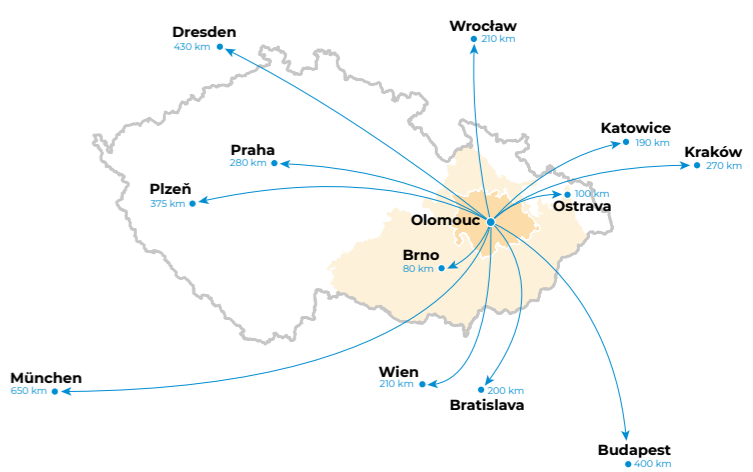 Wrocław
210 km
Dresden
430 km
Katowice
190 km
Praha
280 km
Kraków
270 km
Plzeň
375 km
100 km
Ostrava
Olomouc
Brno
80 km
München
650 km
Wien
210 km
200 km
Bratislava
Budapest
400 km